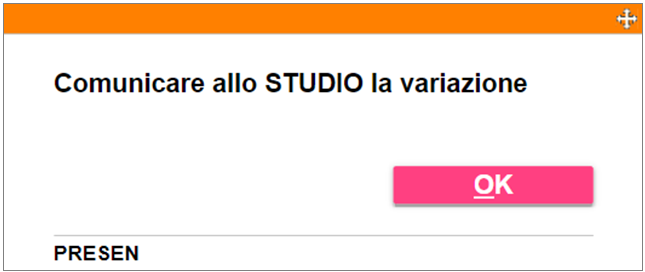 Comunicare allo STUDIO la variazione
OK
PRESEN